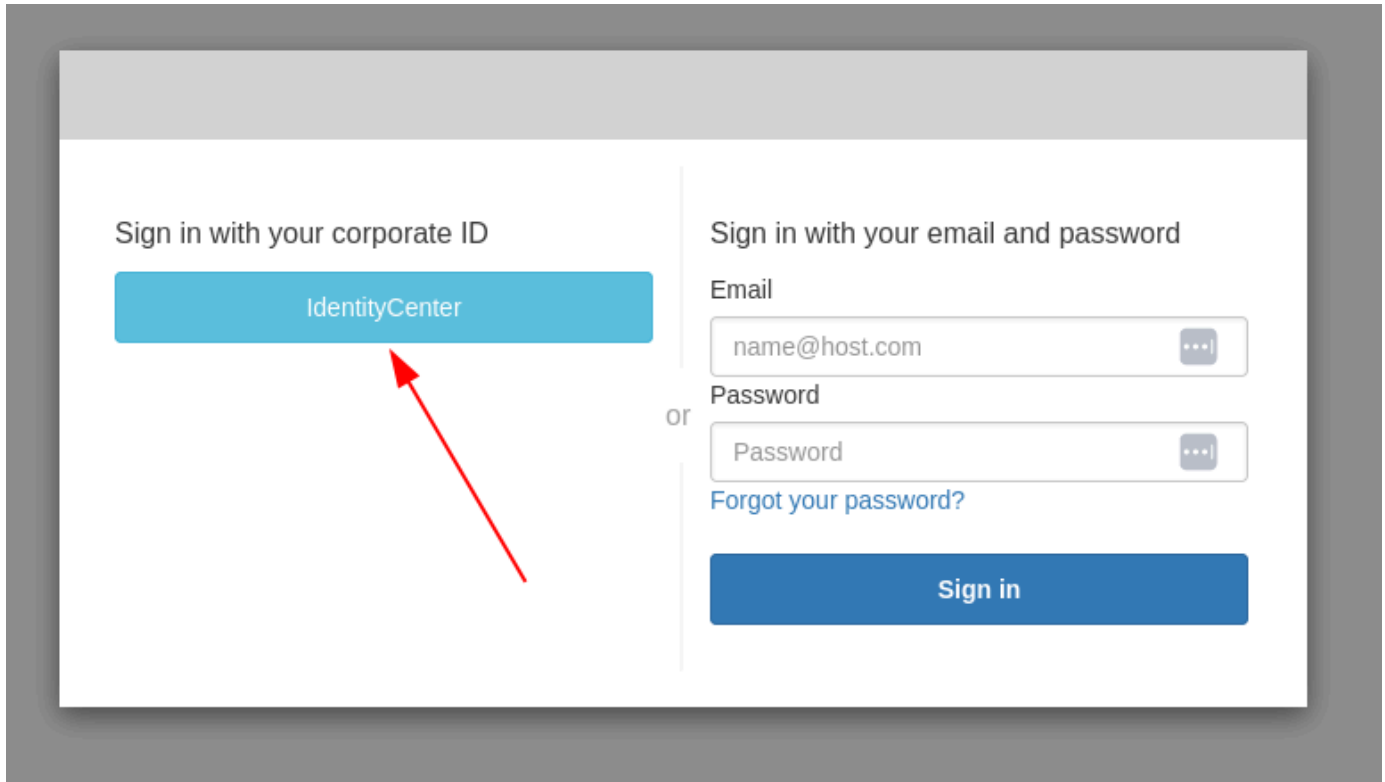 Sign in with your corporate ID
IdentityCenter
or
Sign in with your email and password
Email
name@host.com
Password
Password
Forgot your password?
Sign in